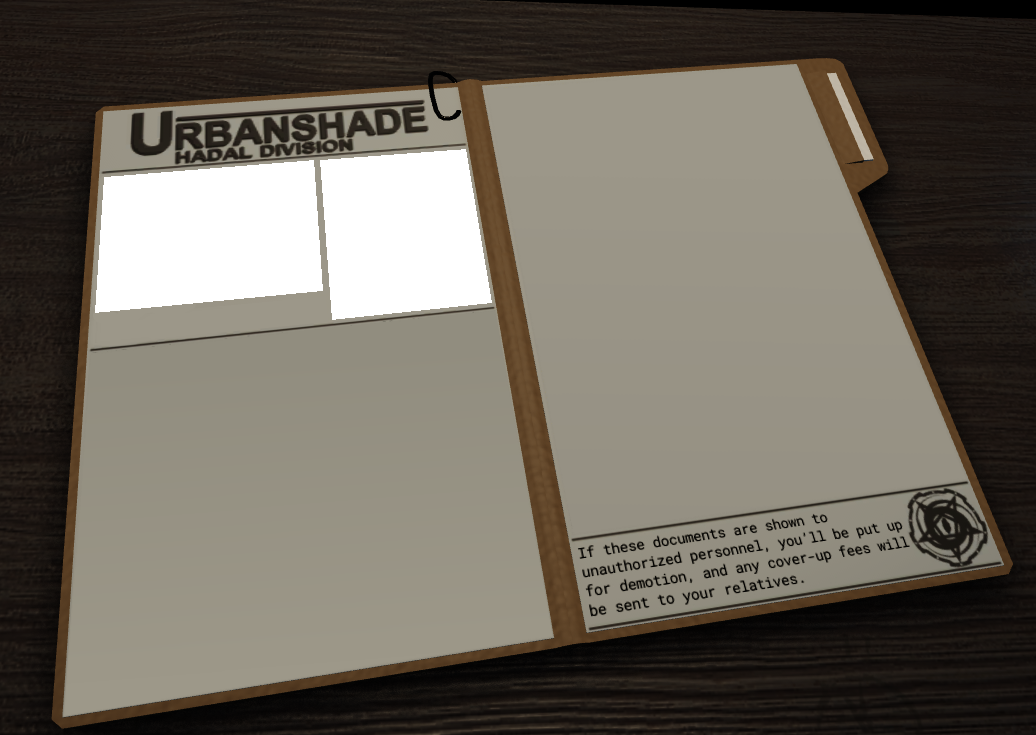 URBANSHADE
HADAL DIVISION
If these documents are shown to
unauthorized personnel, you'll be put up
for demotion, and any cover-up fees will
be sent to your relatives.